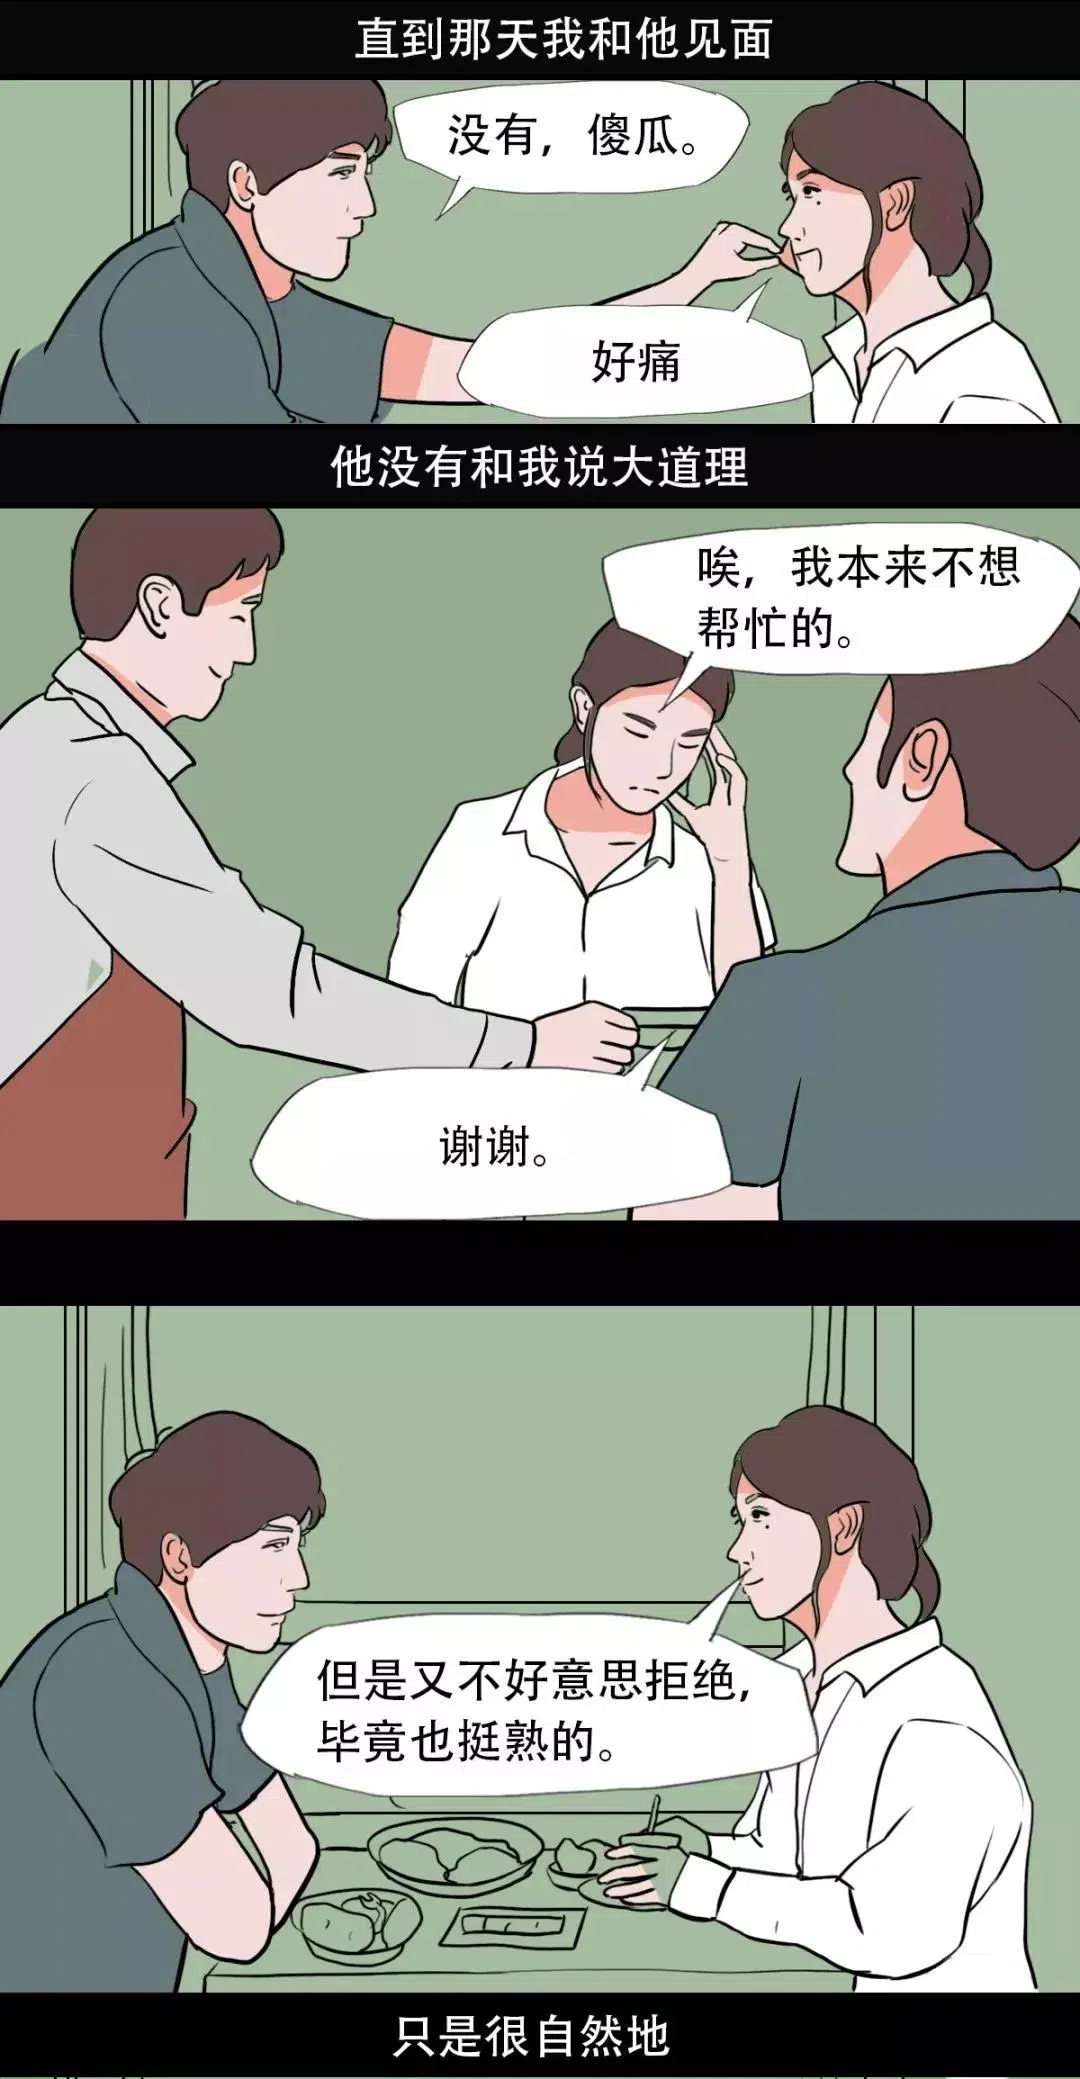 直到那天我和他见面
没有，傻瓜。
好痛
他没有和我说大道理
唉，我本来不想
帮忙的。
谢谢。
但是又不好意思拒绝，
毕竟也挺熟的。
只是很自然地